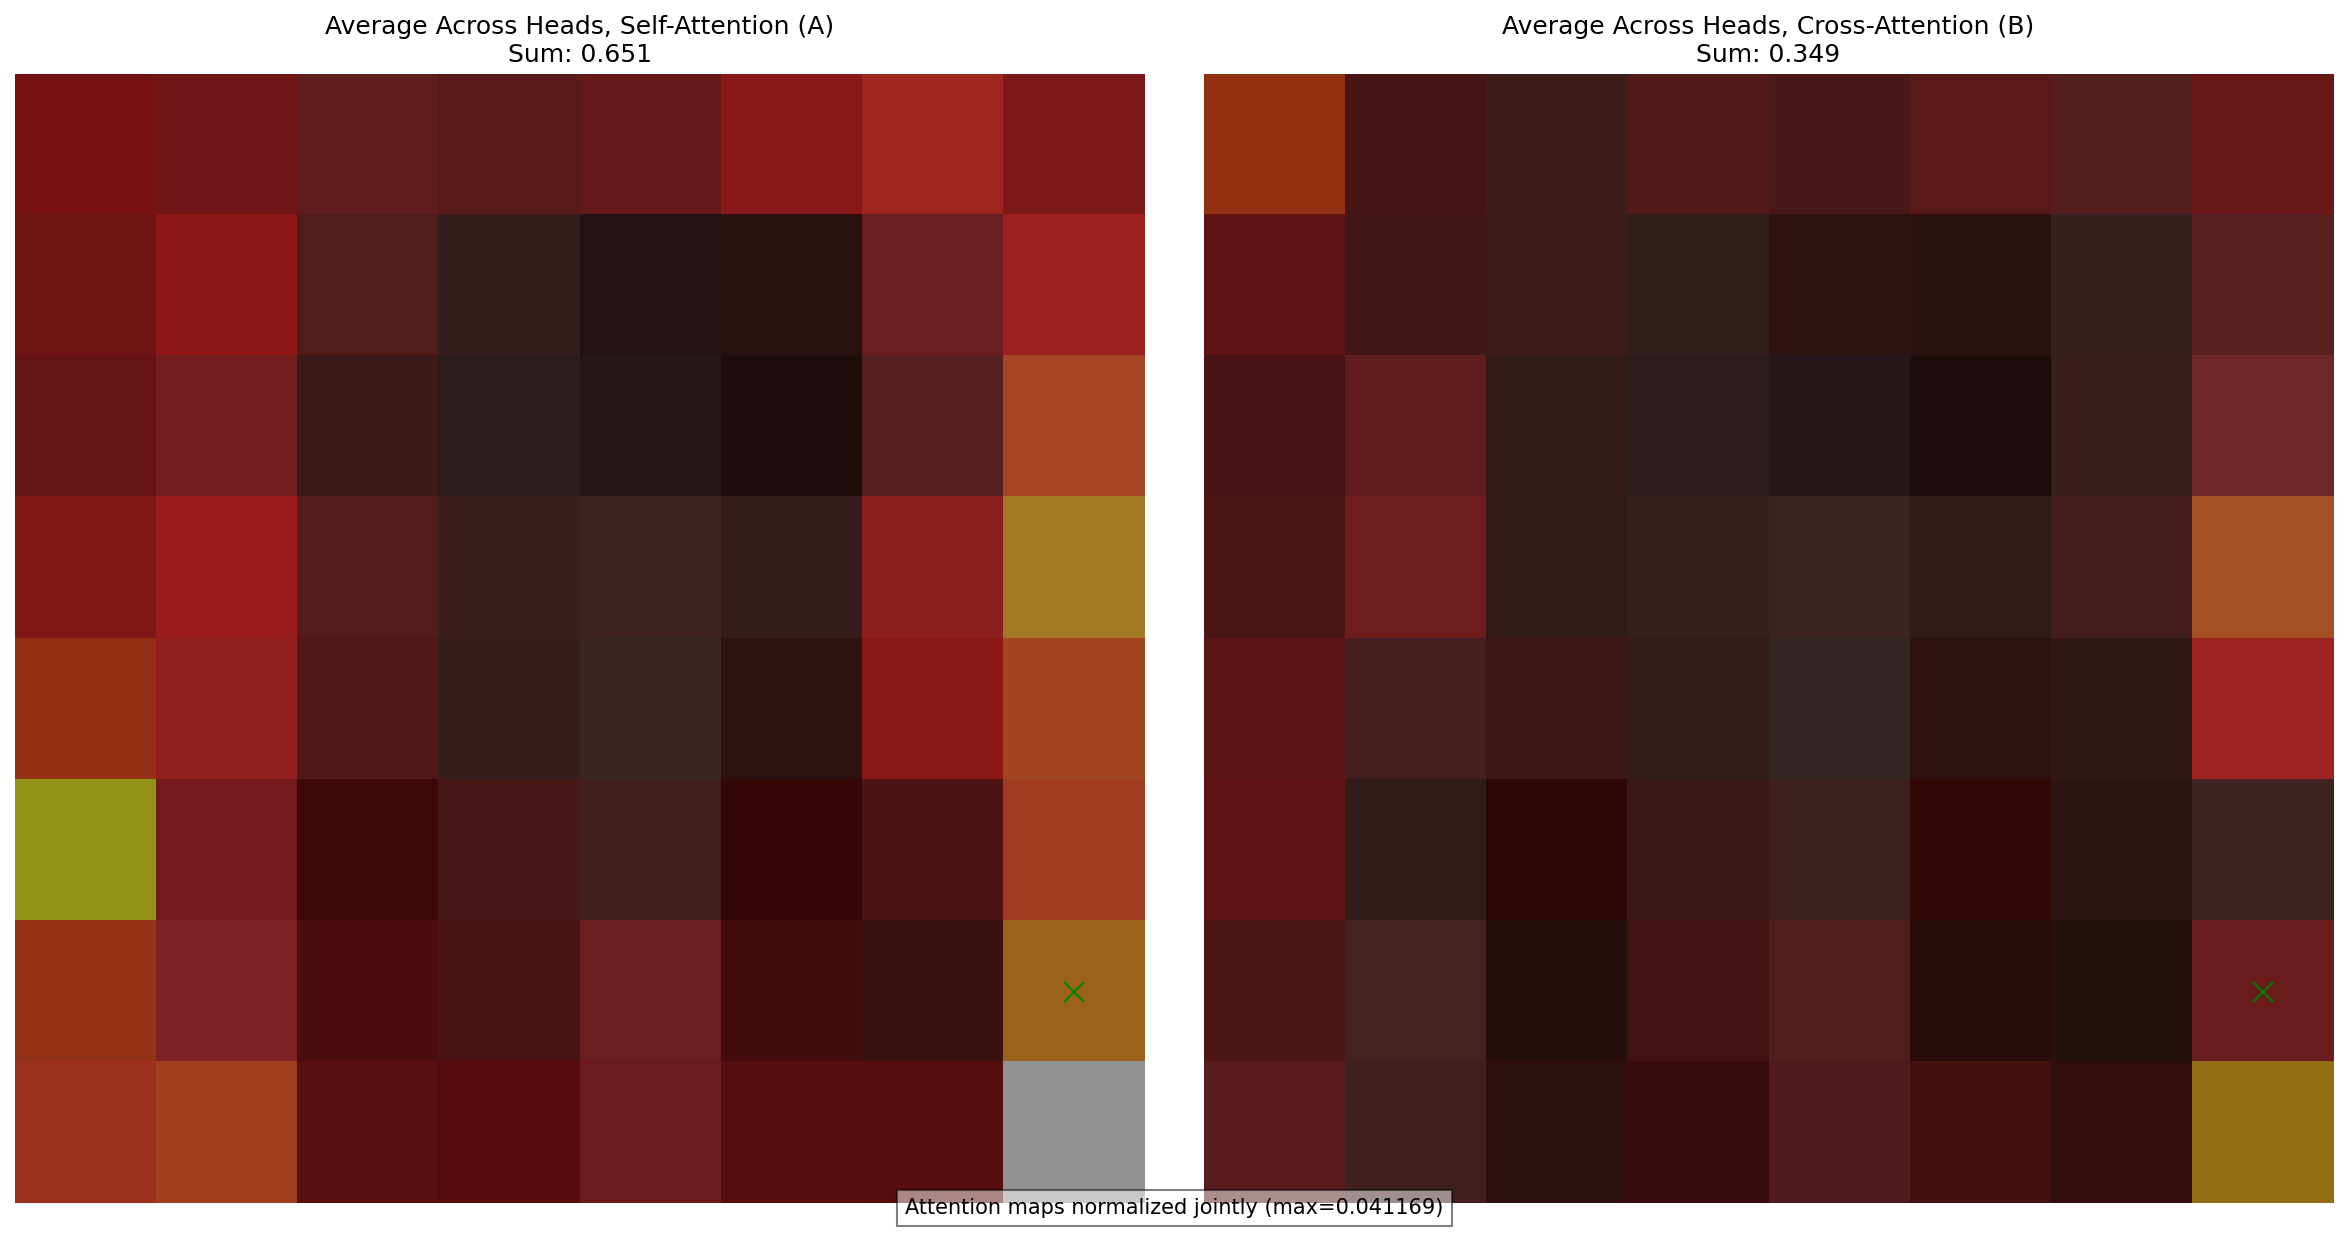 Average Across Heads, Self-Attention (A)
Sum: 0.651
Average Across Heads, Cross-Attention (B)
Sum: 0.349
Attention maps normalized jointly (max=0.041169)